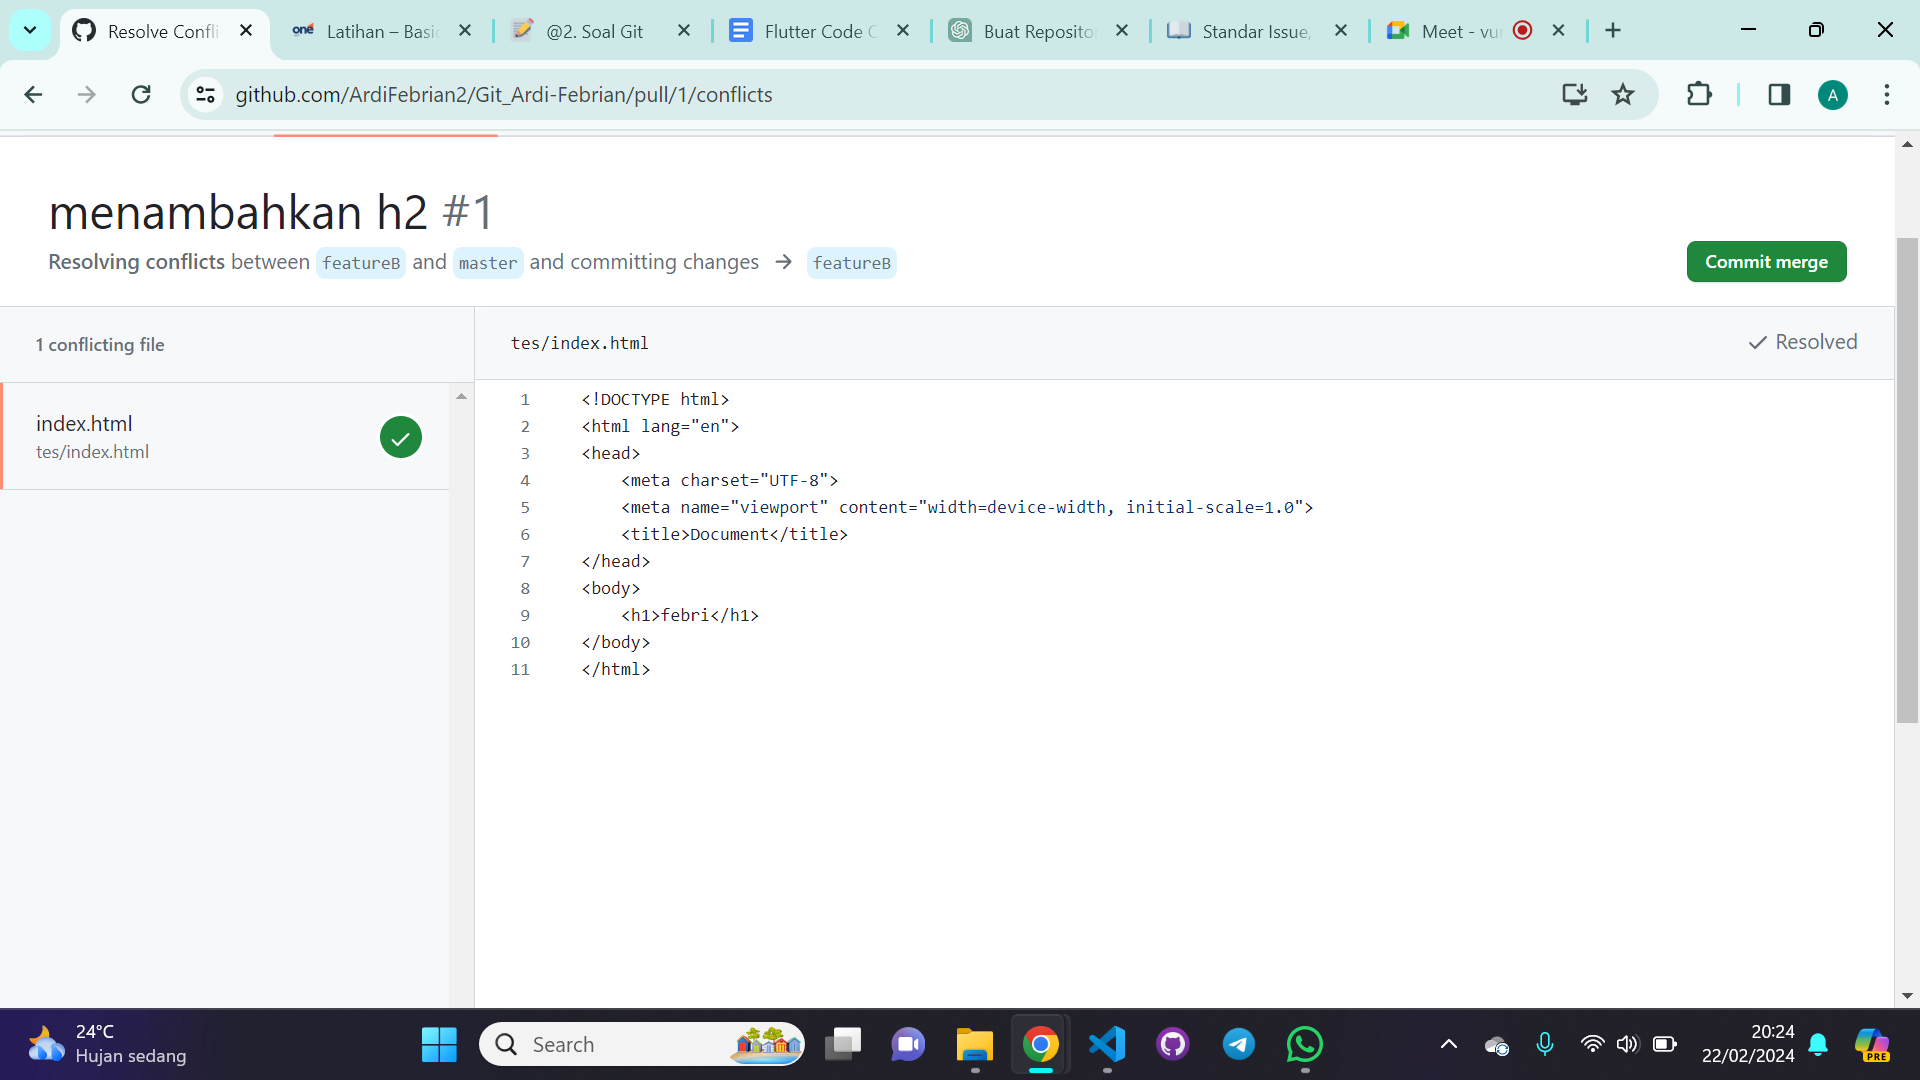 Resolve Confli
one Latihan – Basi
@2. Soal Git
Flutter Code C
Buat Reposito
Standar Issue,
Meet - vu
github.com/ArdiFebrian2/Git_Ardi-Febrian/pull/1/conflicts
A
menambahkan h2 #1
Resolving conflicts between featureB and master and committing changes → featureB
Commit merge
1 conflicting file
tes/index.html
Resolved
index.html
tes/index.html
1 <!DOCTYPE html>
2 <html lang="en">
3 <head>
4 <meta charset="UTF-8">
5 <meta name="viewport" content="width=device-width, initial-scale=1.0">
6 <title>Document</title>
7 </head>
8 <body>
9 <h1>febri</h1>
10 </body>
11 </html>
24°C
Hujan sedang
Search
20:24
22/02/2024
PRE